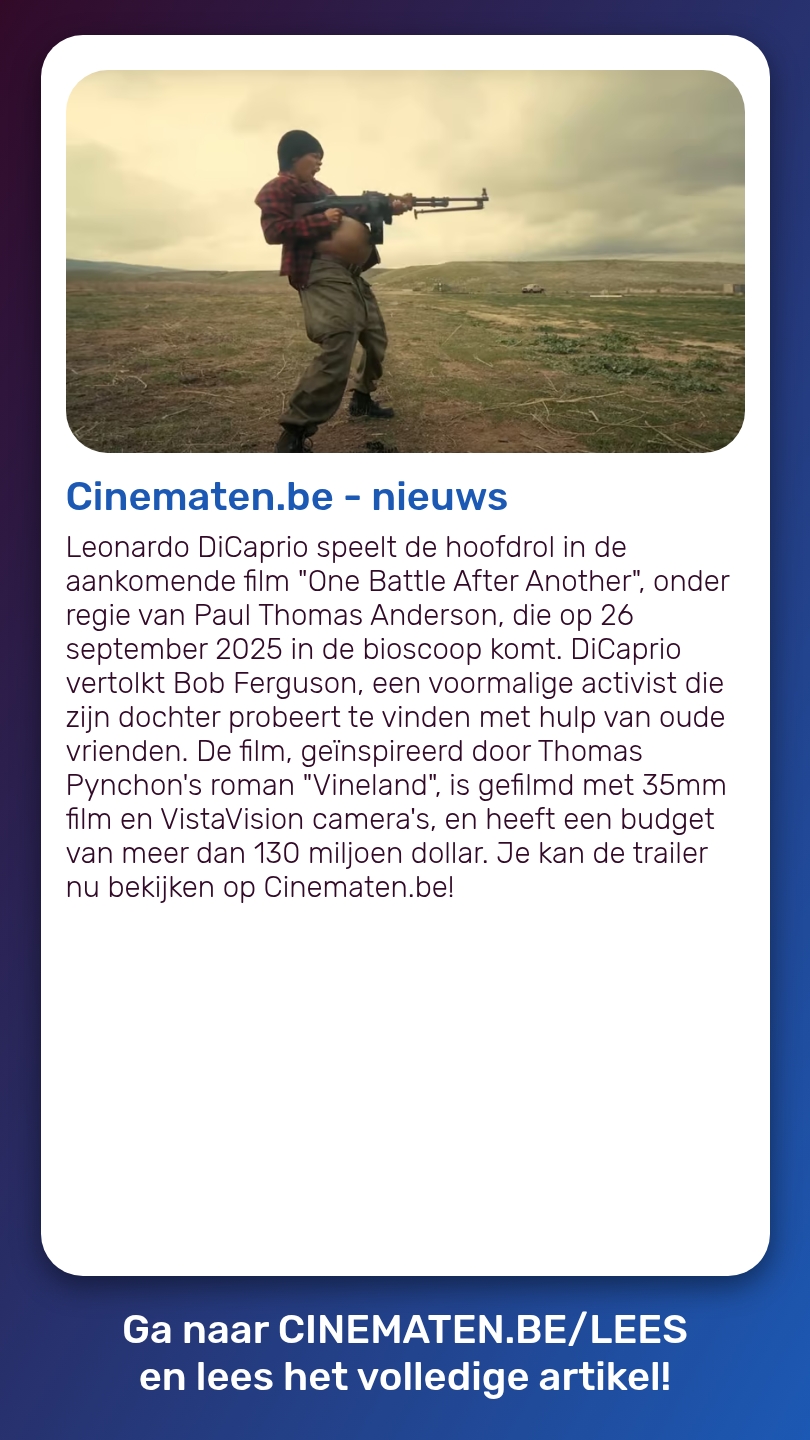 Cinematen.be - nieuws
Leonardo DiCaprio speelt de hoofdrol in de
aankomende film "One Battle After Another", onder
regie van Paul Thomas Anderson, die op 26
september 2025 in de bioscoop komt. DiCaprio
vertolkt Bob Ferguson, een voormalige activist die
zijn dochter probeert te vinden met hulp van oude
vrienden. De film, geïnspireerd door Thomas
Pynchon's roman "Vineland", is gefilmd met 35mm
film en VistaVision camera's, en heeft een budget
van meer dan 130 miljoen dollar. Je kan de trailer
nu bekijken op Cinematen.be!
Ga naar CINEMATEN.BE/LEES
en lees het volledige artikel!